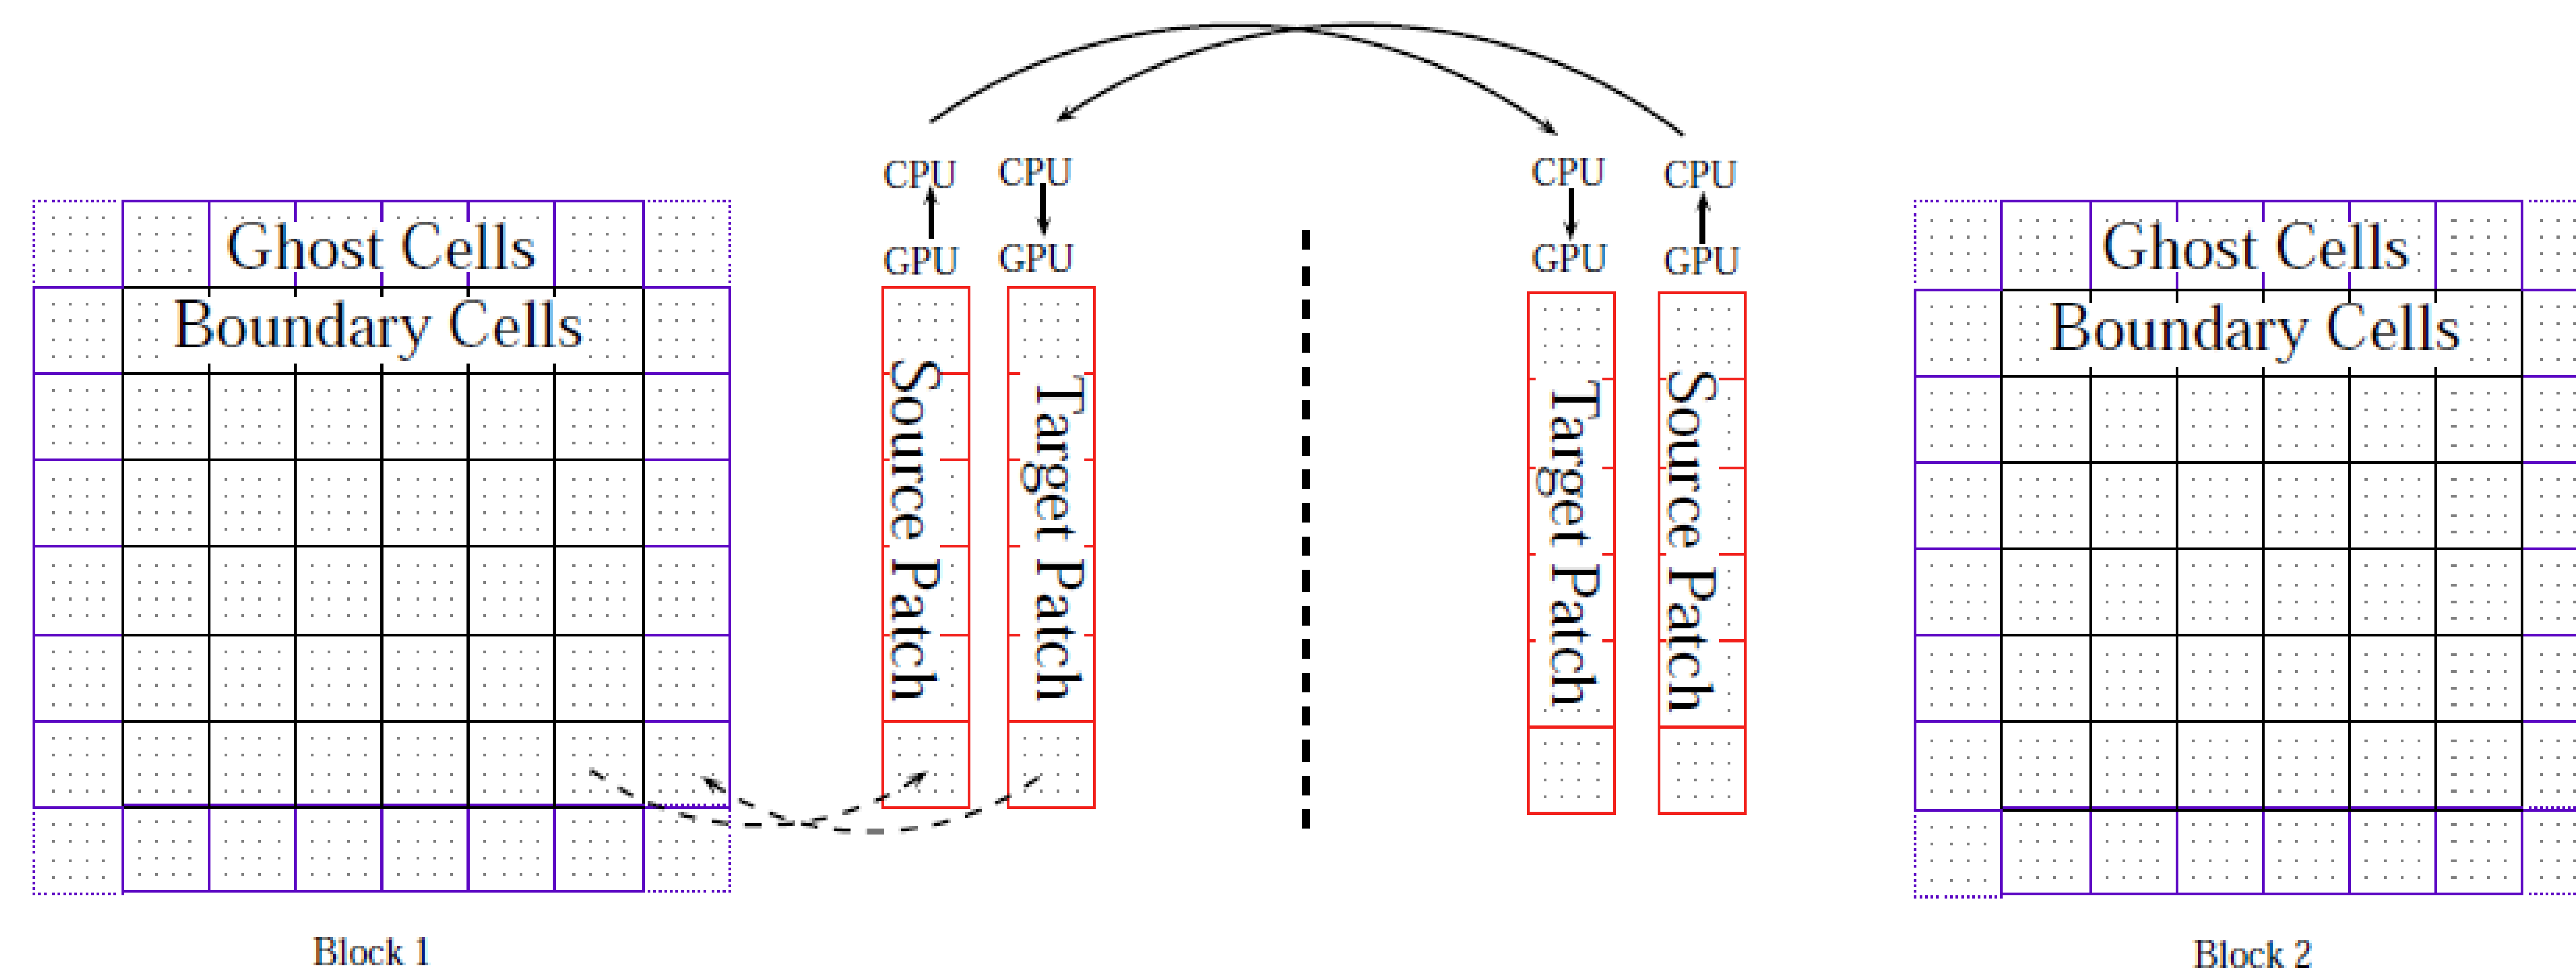 CPU
CPU
CPU
CPU
GPU
GPU
GPU
GPU
Ghost Cells
Boundary Cells
Source Patch
Target Patch
Target Patch
Source Patch
Ghost Cells
Boundary Cells
Block 1
Block 2